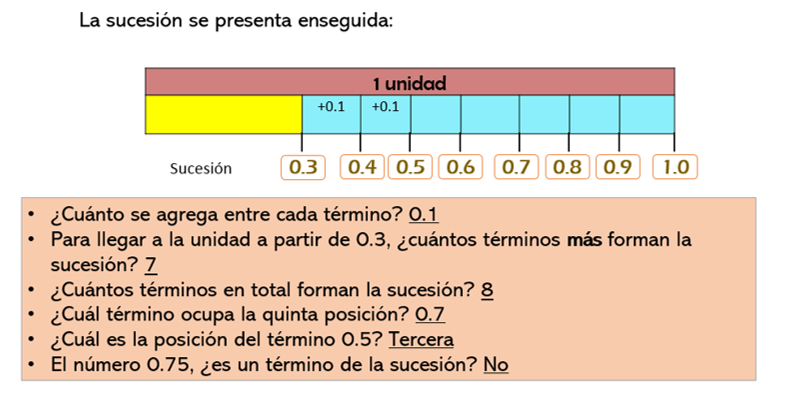 La sucesión se presenta enseguida:
1 unidad
+0.1 +0.1
Sucesión 0.3 0.4 0.5 0.6 0.7 0.8 0.9 1.0
• ¿Cuánto se agrega entre cada término? 0.1
• Para llegar a la unidad a partir de 0.3, ¿cuántos términos más forman la
sucesión? 7
• ¿Cuántos términos en total forman la sucesión? 8
• ¿Cuál término ocupa la quinta posición? 0.7
• ¿Cuál es la posición del término 0.5? Tercera
• El número 0.75, ¿es un término de la sucesión? No